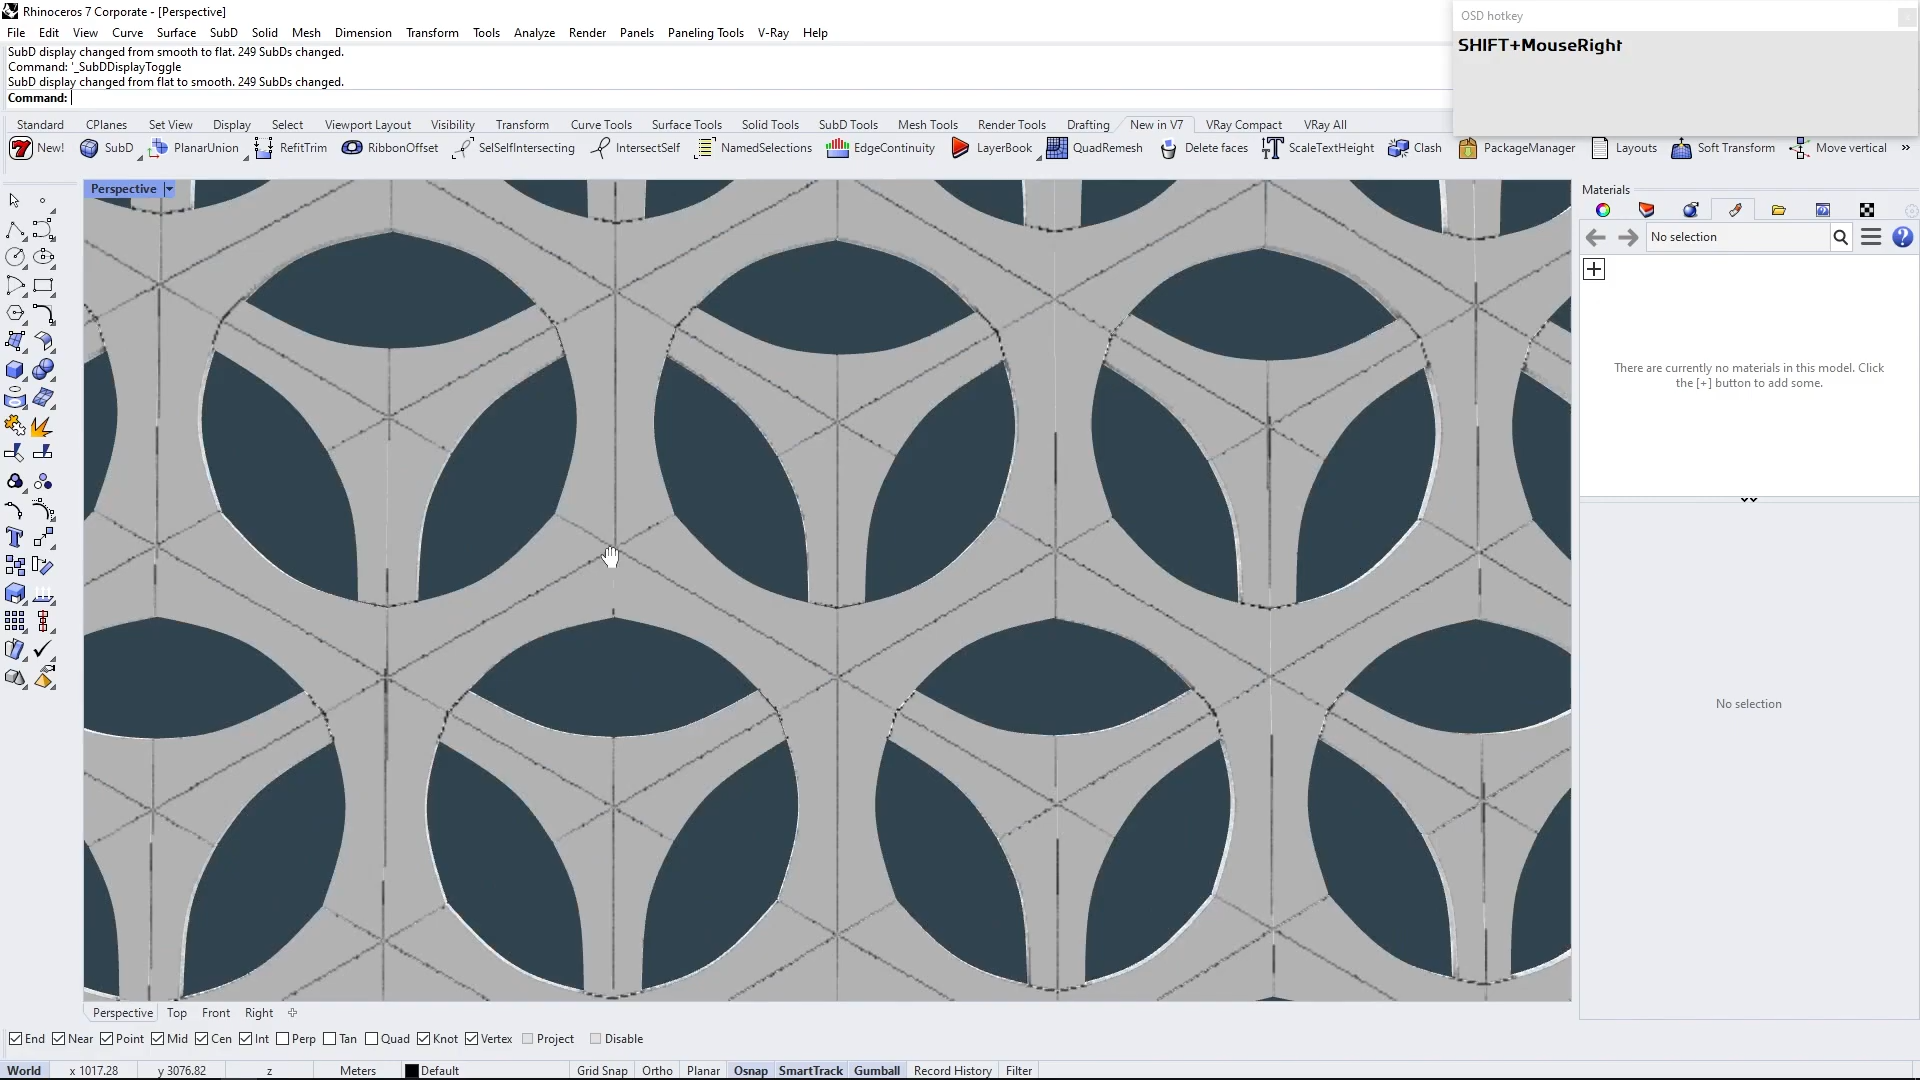 Rhinoceros 7 Corporate - [Perspective]
File Edit View Curve Surface SubD Solid Mesh Dimension Transform Tools Analyze Render Panels Paneling Tools V-Ray Help
SubD display changed from smooth to flat. 249 SubDs changed.
Command: '_SubDDisplayToggle
SubD display changed from flat to smooth. 249 SubDs changed.
Command:
OSD hotkey
SHIFT+MouseRight
Standard CPlanes Set View Display Select Viewport Layout Visibility Transform Curve Tools Surface Tools Solid Tools SubD Tools Mesh Tools Render Tools Drafting New in V7 VRay Compact VRay All
7 New! SubD PlanarUnion RefitTrim RibbonOffset SelSelfIntersecting IntersectSelf NamedSelections EdgeContinuity LayerBook QuadRemesh Delete faces ScaleTextHeight Clash PackageManager Layouts Soft Transform Move vertical »
Perspective
Materials
No selection
There are currently no materials in this model. Click
the [+] button to add some.
No selection
Perspective Top Front Right
End Near Point Mid Cen Int Perp Tan Quad Knot Vertex Project Disable
World x 1017.28 y 3076.82 z Meters Default Grid Snap Ortho Planar Osnap SmartTrack Gumball Record History Filter